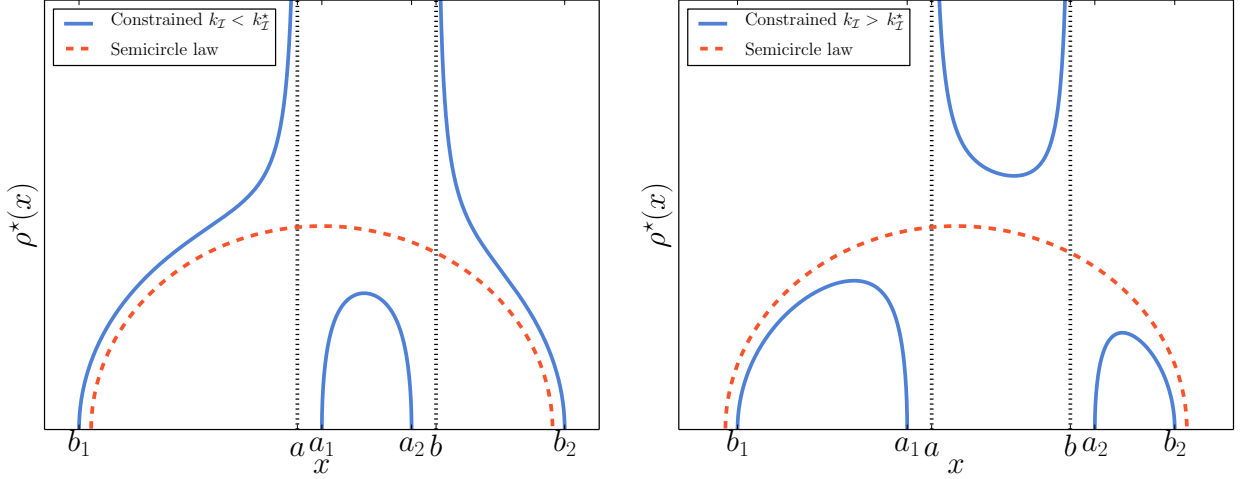 Constrained $k_{\mathcal{I}} < k_{\mathcal{I}}^{\star}$
Semicircle law
$\rho^{\star}(x)$
$b_1$ $a$ $a_1$ $a_2$ $b$ $b_2$
$x$
Constrained $k_{\mathcal{I}} > k_{\mathcal{I}}^{\star}$
Semicircle law
$\rho^{\star}(x)$
$b_1$ $a_1$ $a$ $b$ $a_2$ $b_2$
$x$